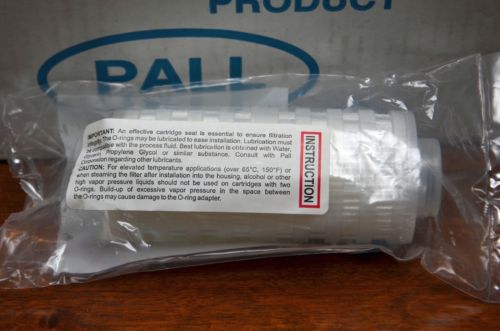 PRODUCT
PALL
IMPORTANT: An effective cartridge seal is essential to ensure filtration
integrity. The O-rings may be lubricated to ease installation. Lubrication must
be compatible with the process fluid. Best lubrication is obtained with Water,
Glycerin, Propylene Glycol or similar substance. Consult with Pall
Corporation regarding other lubricants.
CAUTION: For elevated temperature applications (over 65°C, 150°F) or
when steaming the filter after installation into the housing, alcohol or other
high vapor pressure liquids should not be used on cartridges with two
O-rings. Build-up of excessive vapor pressure in the space between
the O-rings may cause damage to the O-ring adapter.
INSTRUCTION